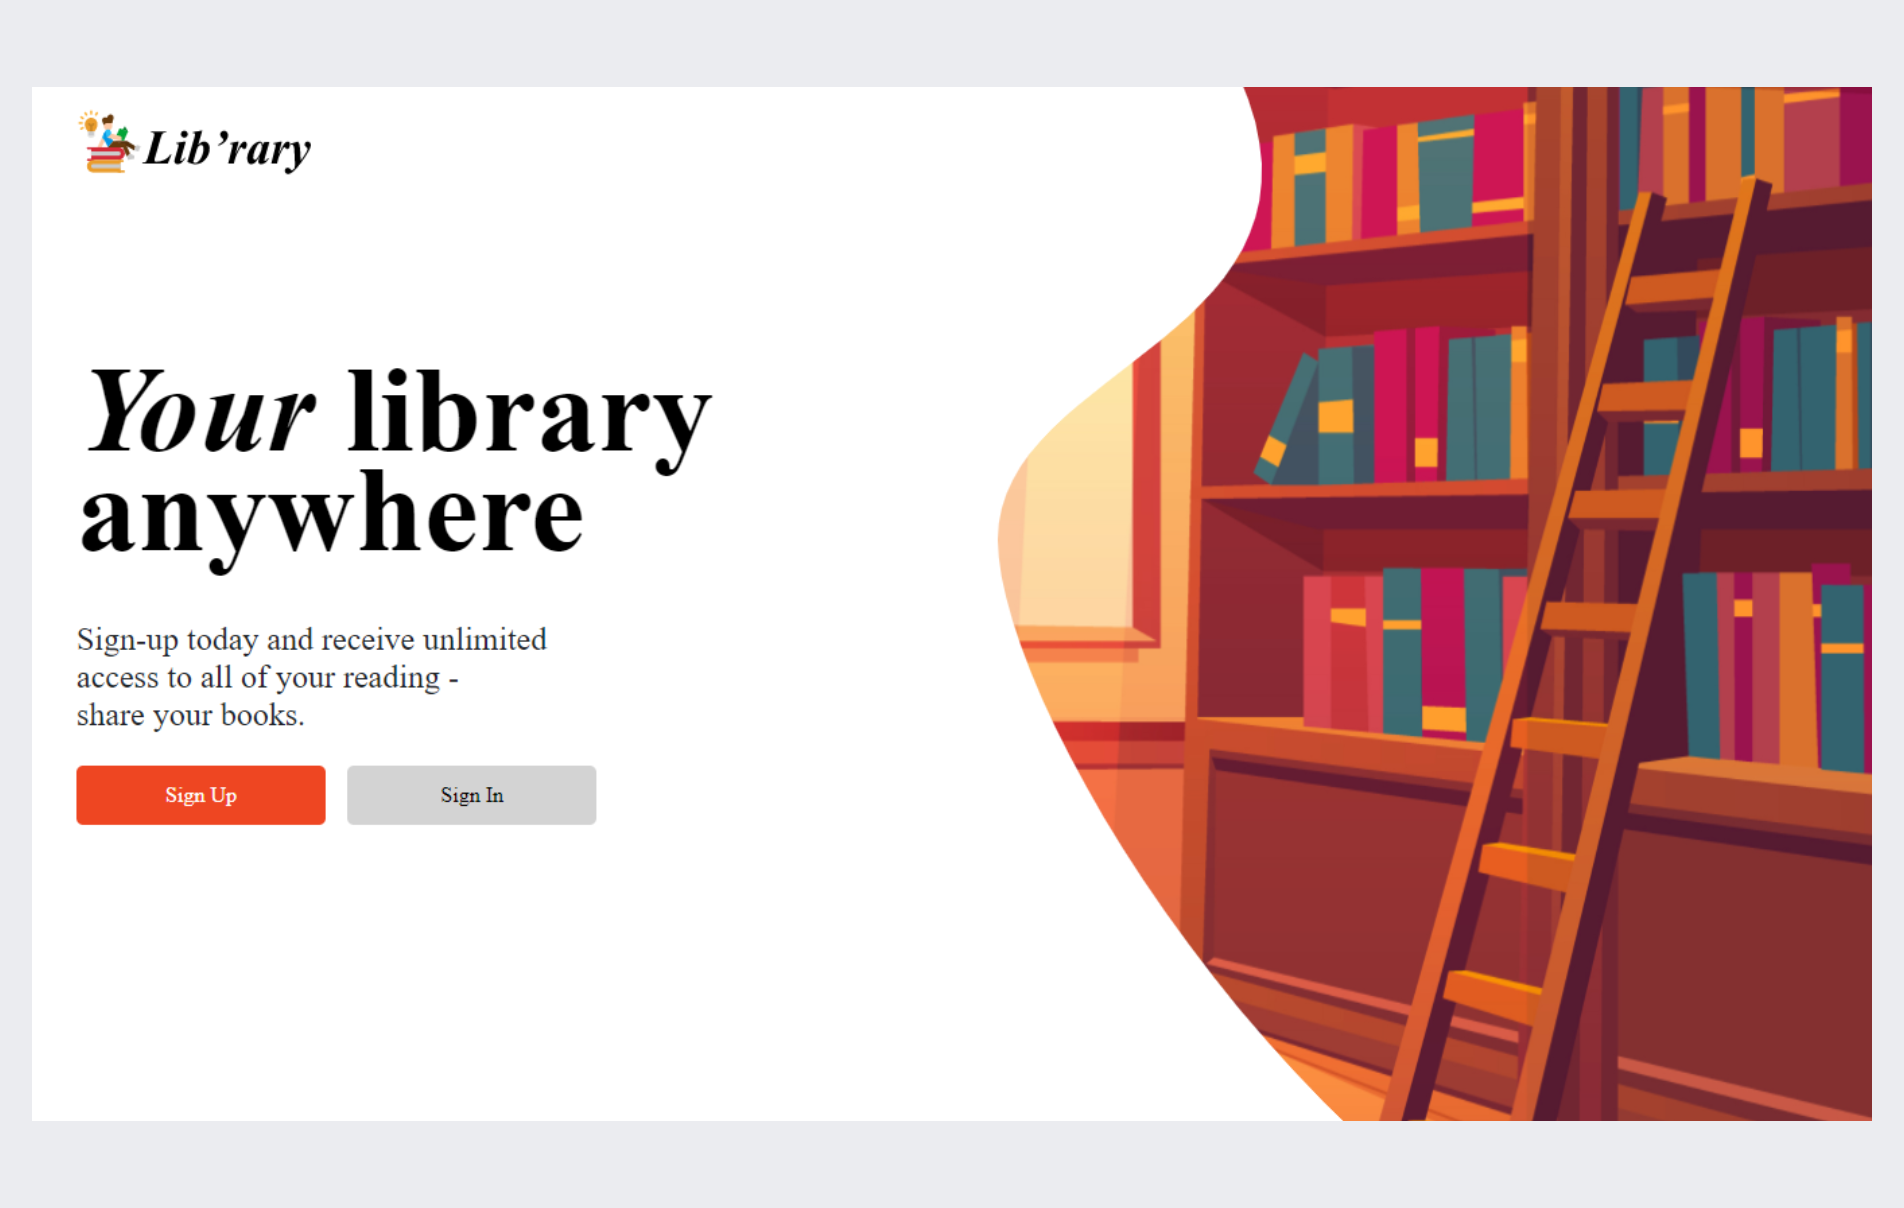 Lib’rary
Your library
anywhere
Sign-up today and receive unlimited
access to all of your reading -
share your books.
Sign Up
Sign In